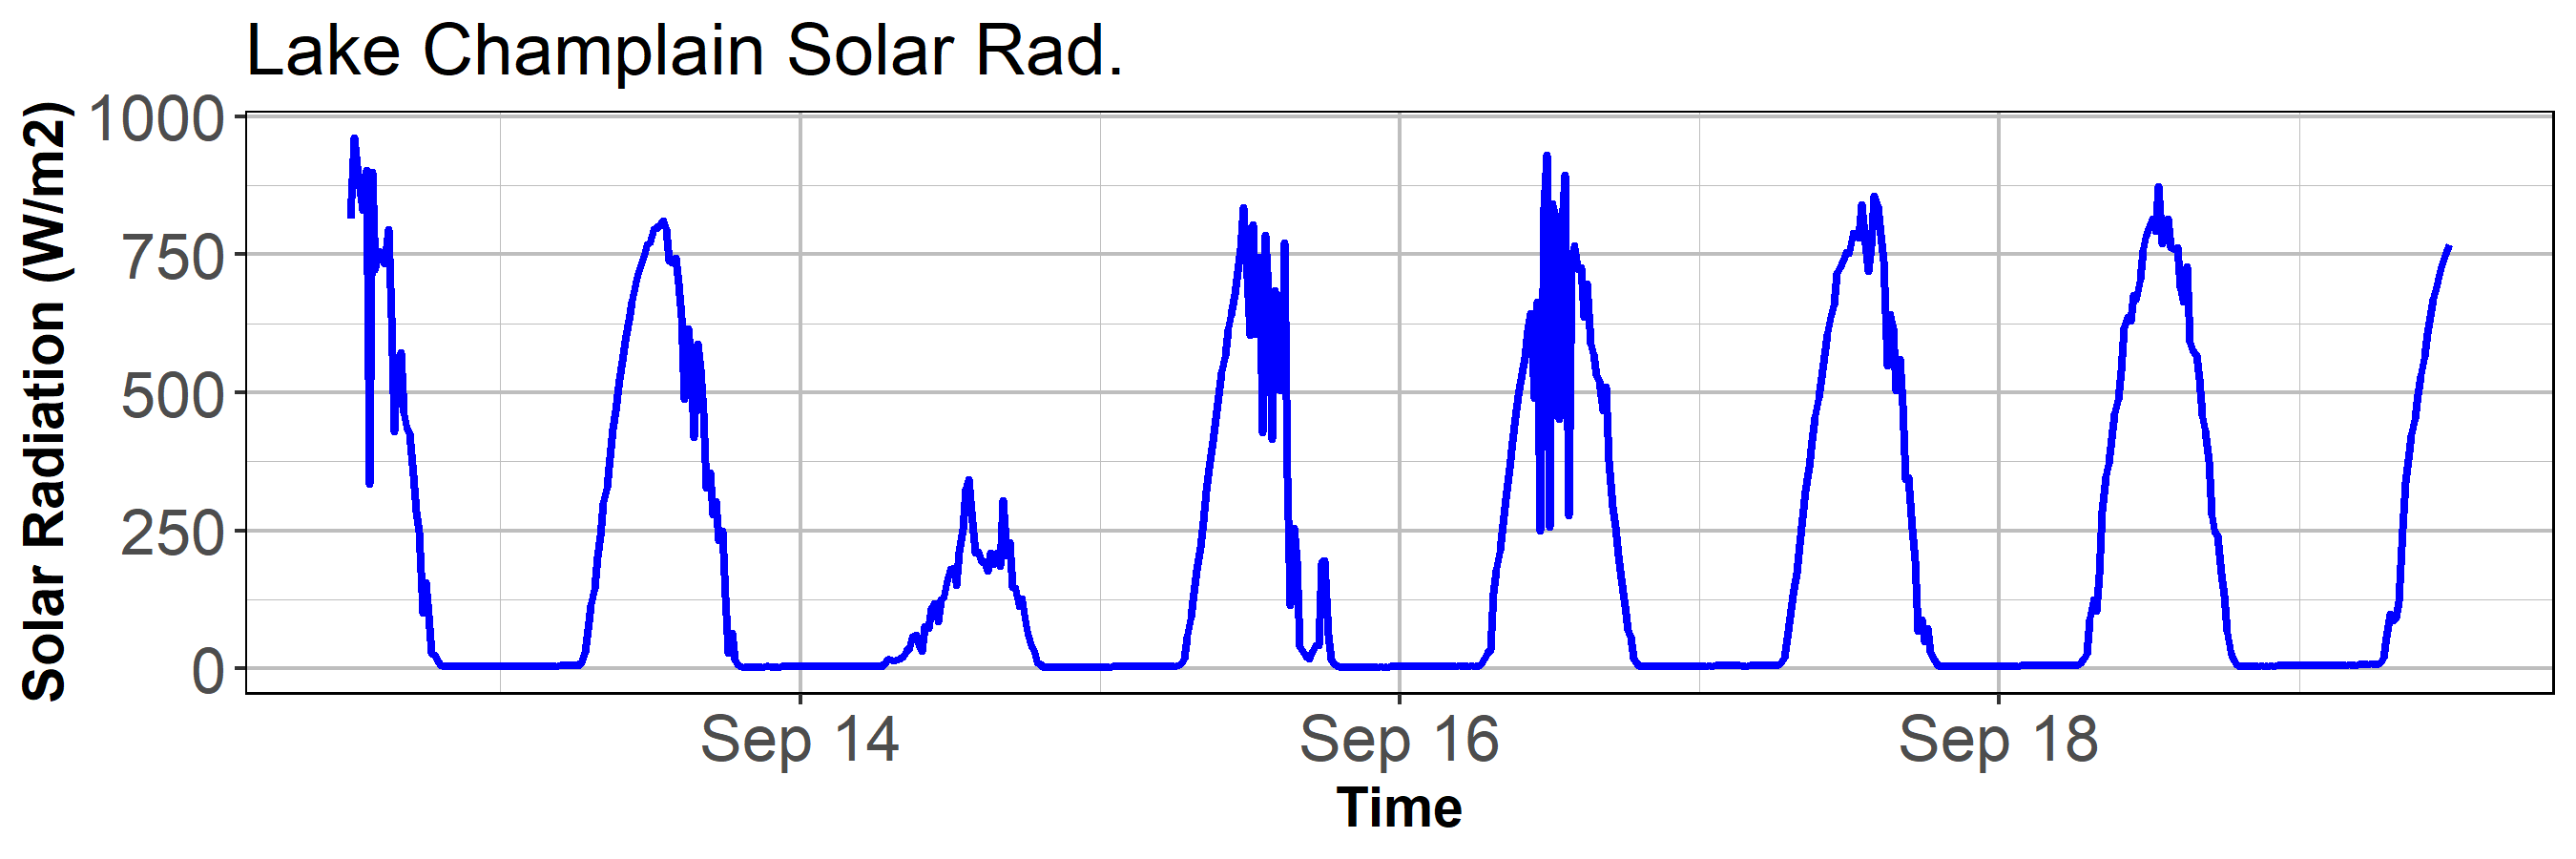 Lake Champlain Solar Rad.
Solar Radiation (W/m2)
1000
750
500
250
0
Sep 14
Sep 16
Sep 18
Time